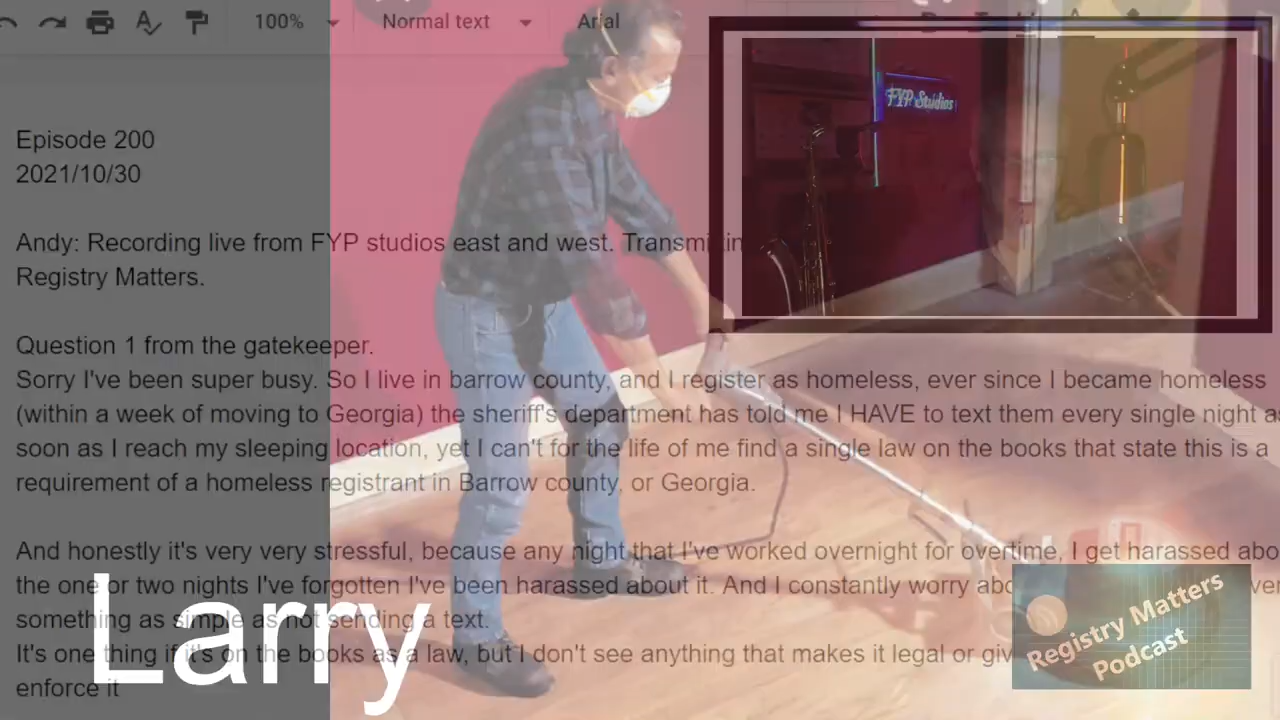 100% Normal text Arial
FYP Studios
Episode 200
2021/10/30
Andy: Recording live from FYP studios east and west.
Registry Matters.
Question 1 from the gatekeeper.
Sorry I've been super busy. So I live in barrow county, and I register as homeless, ever since I became homeless
(within a week of moving to Georgia) the sheriff's department has told me I HAVE to text them every single night
soon as I reach my sleeping location, yet I can't for the life of me find a single law on the books that state this is a
requirement of a homeless registrant in Barrow county, or Georgia.
And honestly it's very very stressful, because any night that I've worked overnight for overtime, I get harassed
the one or two nights I've forgotten I've been harassed about it. And I constantly worry
something as simple as not sending a text.
It's one thing if it's on the books as a law, but I don't see anything that makes it legal or
enforce it
Larry
Registry Matters
Podcast